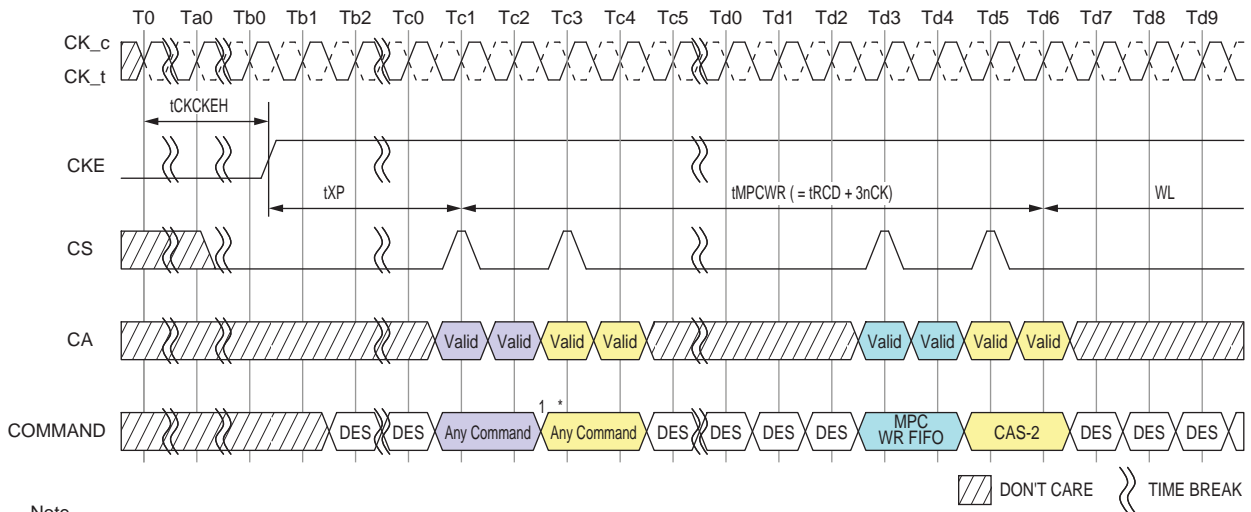 T0 Ta0 Tb0 Tb1 Tb2 Tc0 Tc1 Tc2 Tc3 Tc4 Tc5 Td0 Td1 Td2 Td3 Td4 Td5 Td6 Td7 Td8 Td9
CK_c
CK_t
tCKCKEH
CKE
tXP
tMPCWR ( = tRCD + 3nCK)
WL
CS
CA
Valid Valid Valid Valid Valid Valid Valid Valid
1 *
COMMAND
DES DES Any Command Any Command DES DES DES DES MPC WR FIFO CAS-2 DES DES DES
DON'T CARE
TIME BREAK
Note